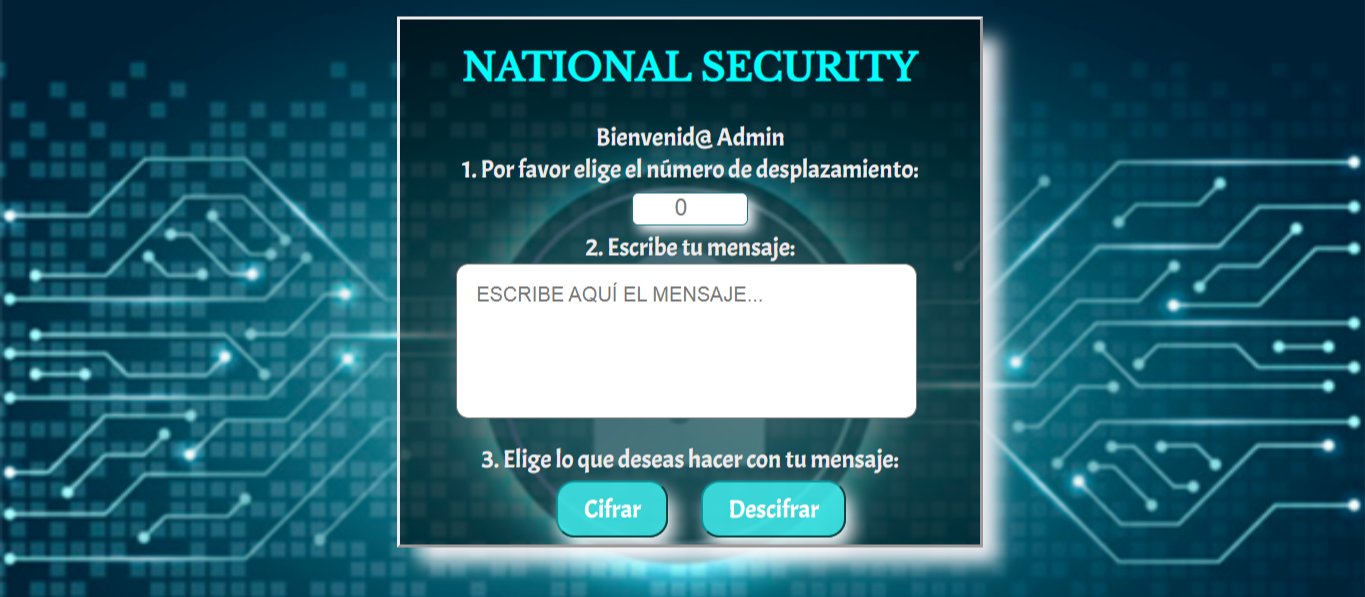 NATIONAL SECURITY
Bienvenid@ Admin
1. Por favor elige el número de desplazamiento:
0
2. Escribe tu mensaje:
ESCRIBE AQUÍ EL MENSAJE...
3. Elige lo que deseas hacer con tu mensaje:
Cifrar Descifrar